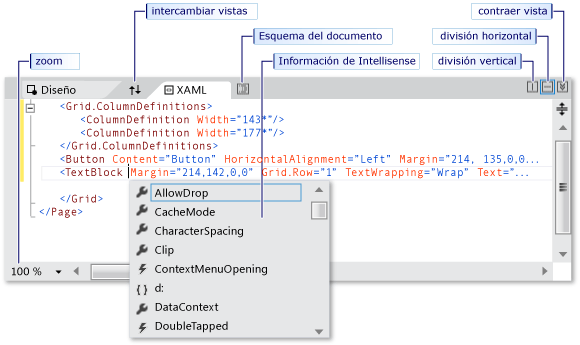 intercambiar vistas
contraer vista
Esquema del documento
división horizontal
zoom
Información de Intellisense
división vertical
Diseño
XAML
<Grid.ColumnDefinitions>
<ColumnDefinition Width="143*"/>
<ColumnDefinition Width="177*"/>
</Grid.ColumnDefinitions>
<Button Content="Button" HorizontalAlignment="Left" Margin="214, 135,0,0...
<TextBlock Margin="214,142,0,0" Grid.Row="1" TextWrapping="Wrap" Text="...
</Grid>
</Page>
AllowDrop
CacheMode
CharacterSpacing
Clip
ContextMenuOpening
{ } d:
DataContext
DoubleTapped
100 %